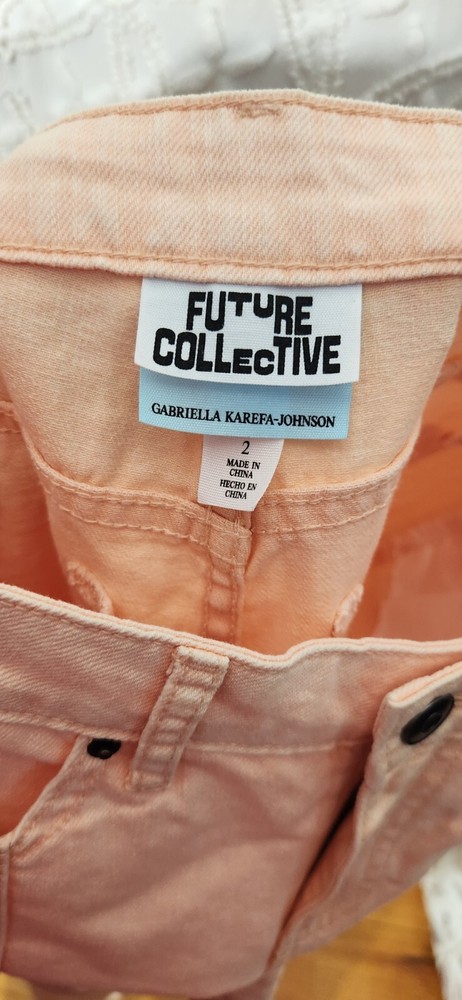 FUTURE
COLLECTIVE
GABRIELLA KAREFA-JOHNSON
2
MADE IN
CHINA
HECHO EN
CHINA